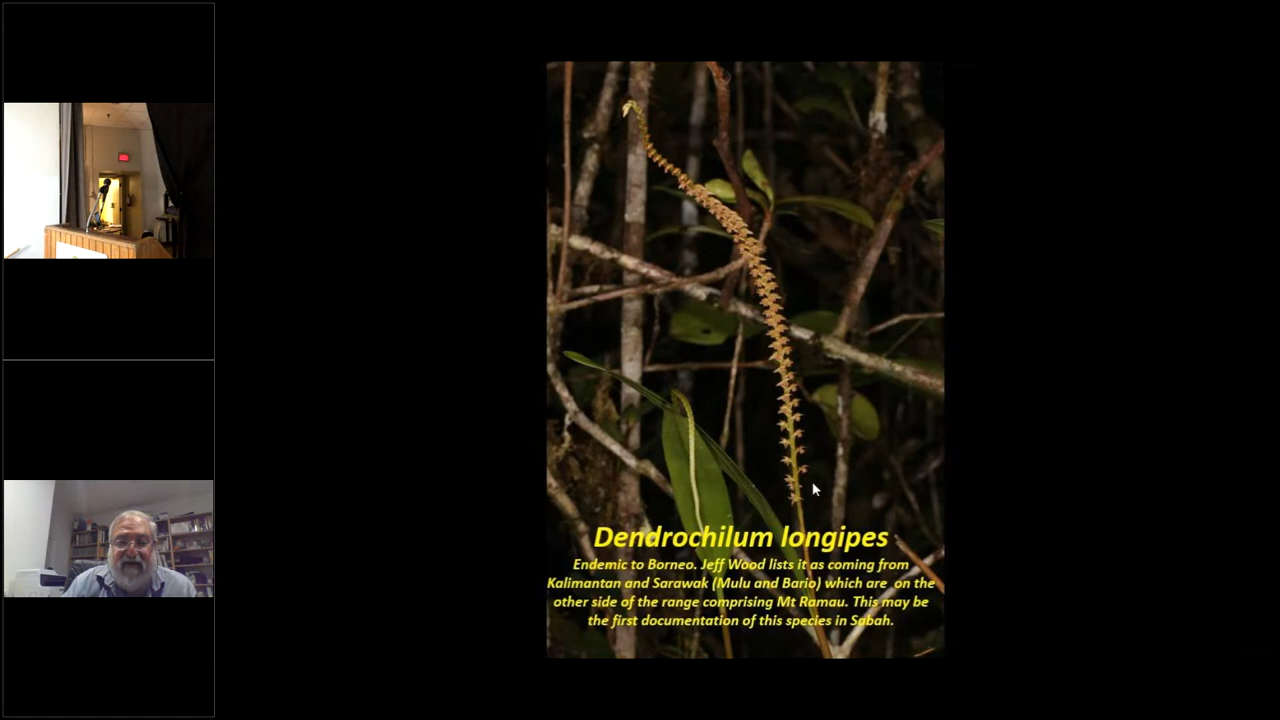 Dendrochilum longipes
Endemic to Borneo. Jeff Wood lists it as coming from
Kalimantan and Sarawak (Mulu and Bario) which are on the
other side of the range comprising Mt Ramau. This may be
the first documentation of this species in Sabah.